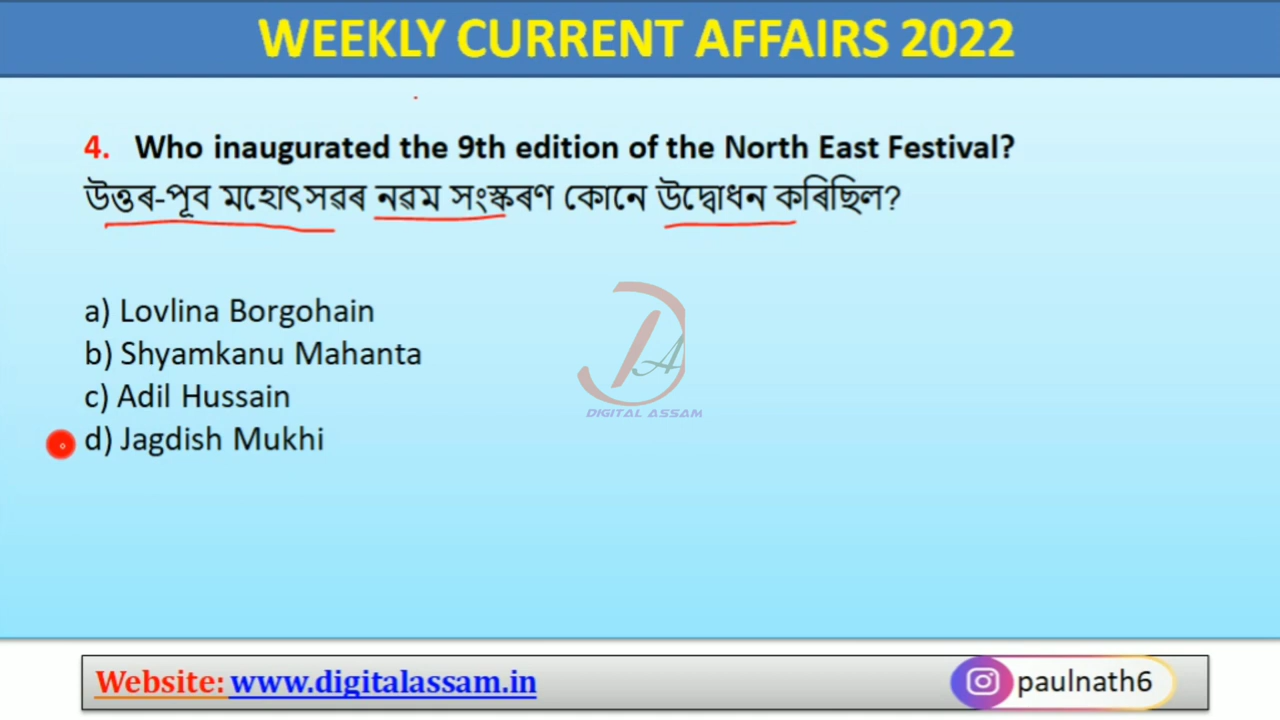 WEEKLY CURRENT AFFAIRS 2022
4. Who inaugurated the 9th edition of the North East Festival?
উত্তৰ-পূব মহোৎসৱৰ নৱম সংস্কৰণ কোনে উদ্বোধন কৰিছিল?
a) Lovlina Borgohain
b) Shyamkanu Mahanta
c) Adil Hussain
d) Jagdish Mukhi
DA
DIGITAL ASSAM
Website: www.digitalassam.in
paulnath6